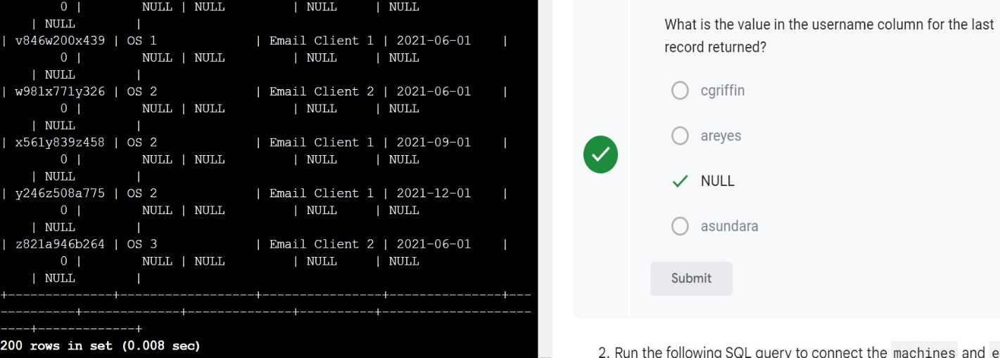 0 | NULL | NULL | NULL | NULL
| NULL |
| v846w200x439 | OS 1 | Email Client 1 | 2021-06-01 |
0 | NULL | NULL | NULL | NULL
| NULL |
| w981x771y326 | OS 2 | Email Client 2 | 2021-06-01 |
0 | NULL | NULL | NULL | NULL
| NULL |
| x561y839z458 | OS 2 | Email Client 1 | 2021-09-01 |
0 | NULL | NULL | NULL | NULL
| NULL |
| y246z508a775 | OS 2 | Email Client 1 | 2021-12-01 |
0 | NULL | NULL | NULL | NULL
| NULL |
| z821a946b264 | OS 3 | Email Client 2 | 2021-06-01 |
0 | NULL | NULL | NULL | NULL
| NULL |
+--------------+------------------+----------------+---------------+---
----------+-------------+--------------+----------+--------------------
----+-------------+
200 rows in set (0.008 sec)
What is the value in the username column for the last
record returned?
cgriffin
areyes
NULL
asundara
Submit
2. Run the following SQL query to connect the machines and e